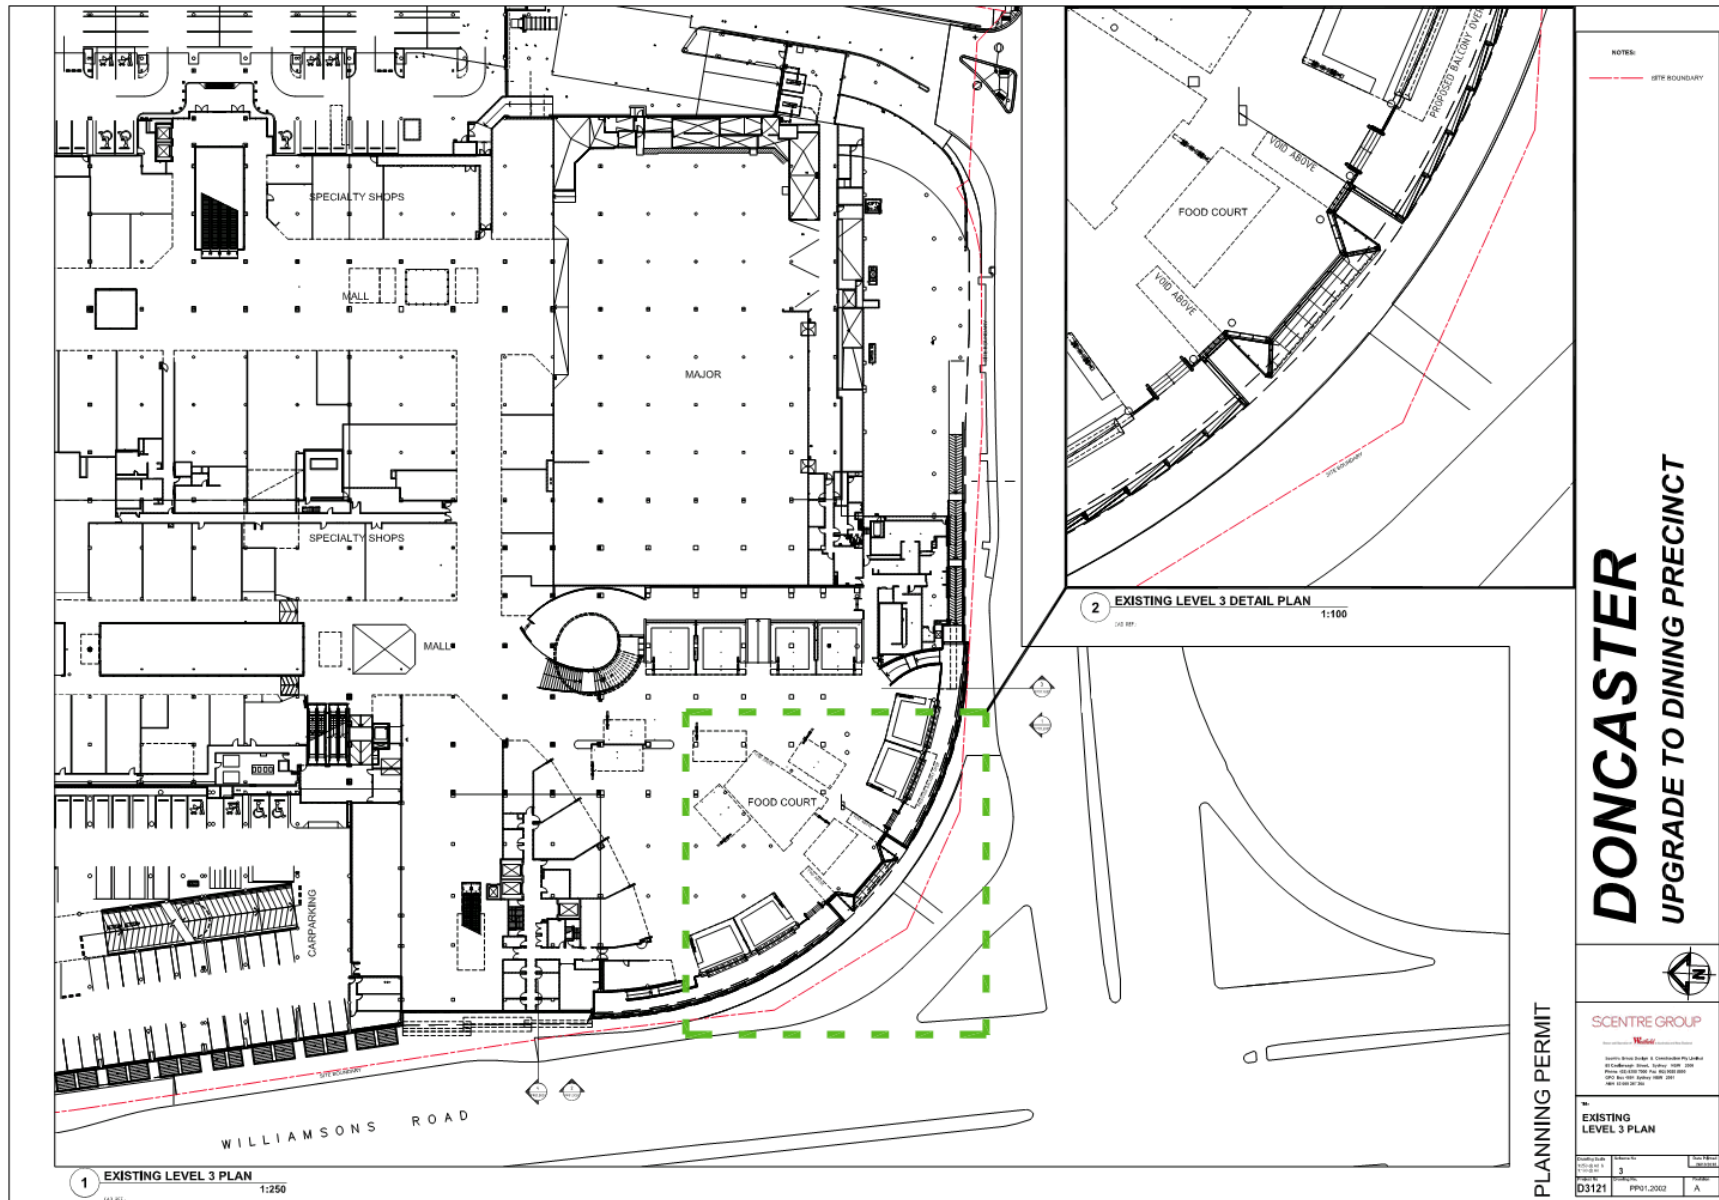 SPECIALTY SHOPS
MALL
MAJOR
SPECIALTY SHOPS
MALL
FOOD COURT
CARPARKING
SITE BOUNDARY
WILLIAMSONS ROAD
1 EXISTING LEVEL 3 PLAN
1:250
PROPOSED BALCONY OVER
VOID ABOVE
FOOD COURT
VOID ABOVE
SITE BOUNDARY
2 EXISTING LEVEL 3 DETAIL PLAN
1:100
NOTES:
SITE BOUNDARY
DONCASTER
UPGRADE TO DINING PRECINCT
PLANNING PERMIT
N
SCENTRE GROUP
Westfield
EXISTING
LEVEL 3 PLAN
3
D3121
PP01.2002
A